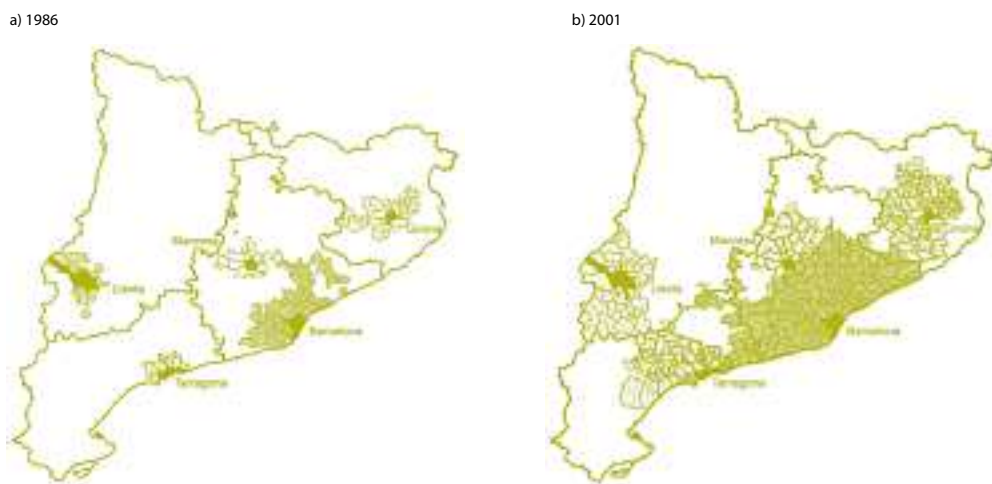 a) 1986
b) 2001
Manresa
Girona
Lleida
Barcelona
Tarragona
Manresa
Girona
Lleida
Barcelona
Tarragona